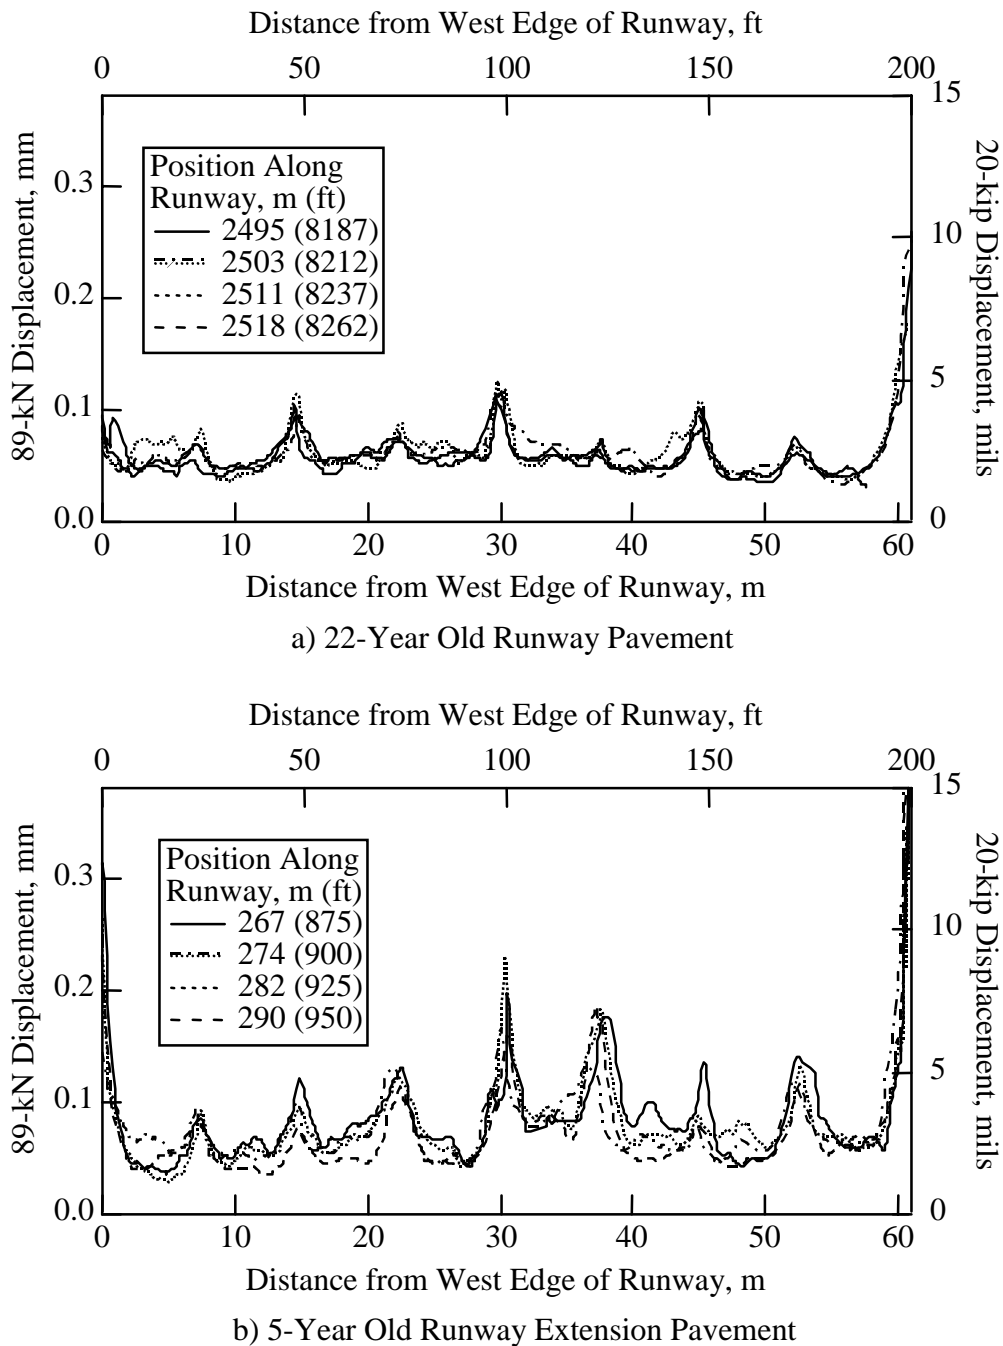 Distance from West Edge of Runway, ft
0 50 100 150 200
89-kN Displacement, mm
0.3
0.2
0.1
0.0
Position Along
Runway, m (ft)
2495 (8187)
2503 (8212)
2511 (8237)
2518 (8262)
15
10
5
0
20-kip Displacement, mils
0 10 20 30 40 50 60
Distance from West Edge of Runway, m
a) 22-Year Old Runway Pavement
Distance from West Edge of Runway, ft
0 50 100 150 200
89-kN Displacement, mm
0.3
0.2
0.1
0.0
Position Along
Runway, m (ft)
267 (875)
274 (900)
282 (925)
290 (950)
15
10
5
0
20-kip Displacement, mils
0 10 20 30 40 50 60
Distance from West Edge of Runway, m
b) 5-Year Old Runway Extension Pavement